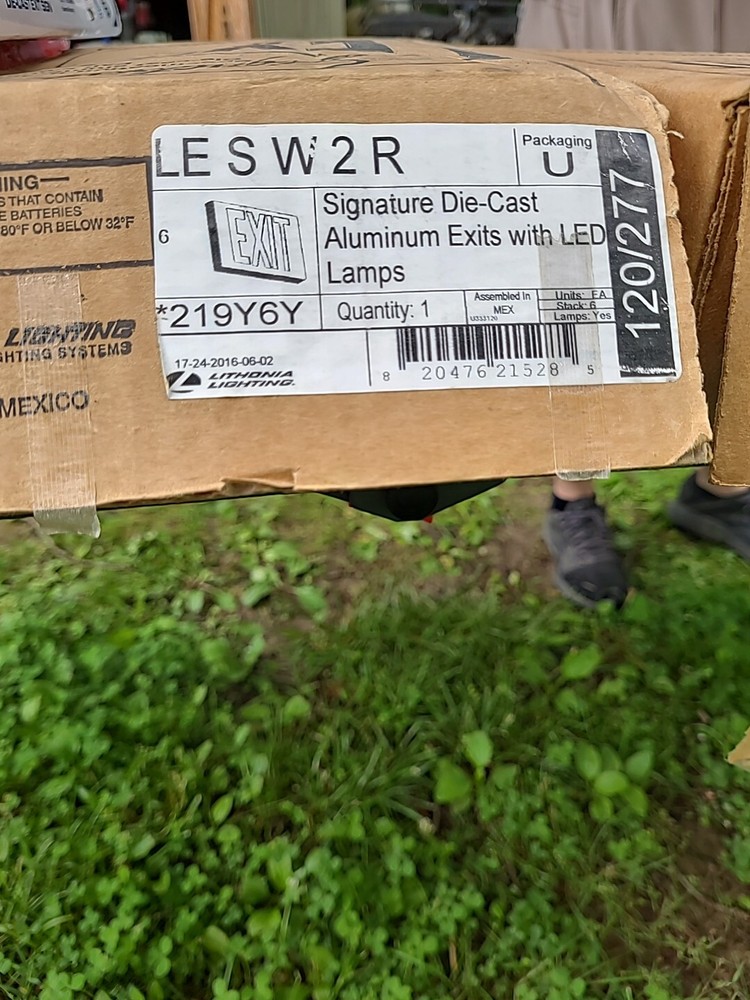 LE S W 2 R
Packaging
U
120/277
6
EXIT
Signature Die-Cast
Aluminum Exits with LED
Lamps
*219Y6Y
Quantity: 1
Assembled In
MEX
Units: EA
Stack: 6
Lamps: Yes
17-24-2016-06-02
LITHONIA
LIGHTING.
8 20476 21528 5
ING
S THAT CONTAIN
E BATTERIES
80°F OR BELOW 32°F
LIGHTING
GHTING SYSTEMS
MEXICO